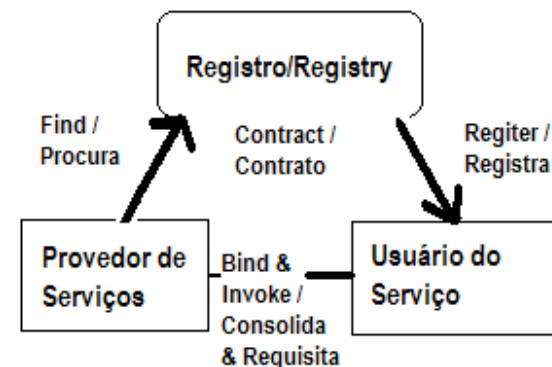 Registro/Registry
Find /
Procura
Contract /
Contrato
Regiter /
Registra
Provedor de
Serviços
Bind &
Invoke /
Consolida
& Requisita
Usuário do
Serviço